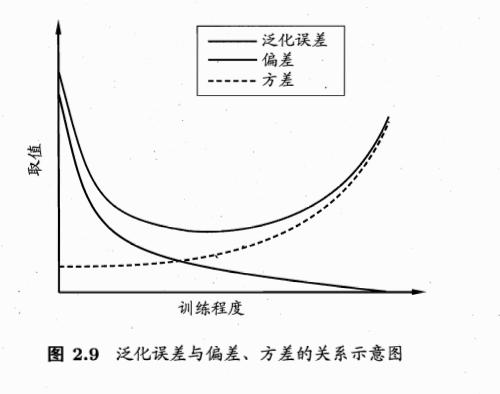 泛化误差
偏差
方差
取值
训练程度
图 2.9 泛化误差与偏差、方差的关系示意图